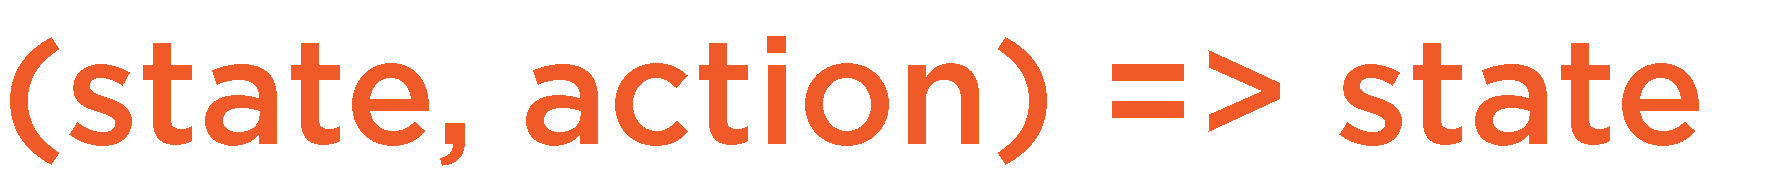 (state, action) => state